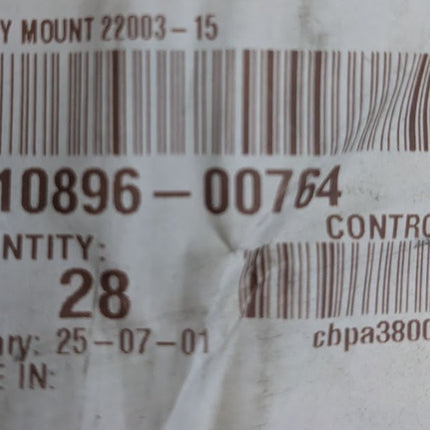 Y MOUNT 22003-15
10896-00764
CONTRO
NTITY:
28
ry: 25-07-01
cbpa3800
E IN: